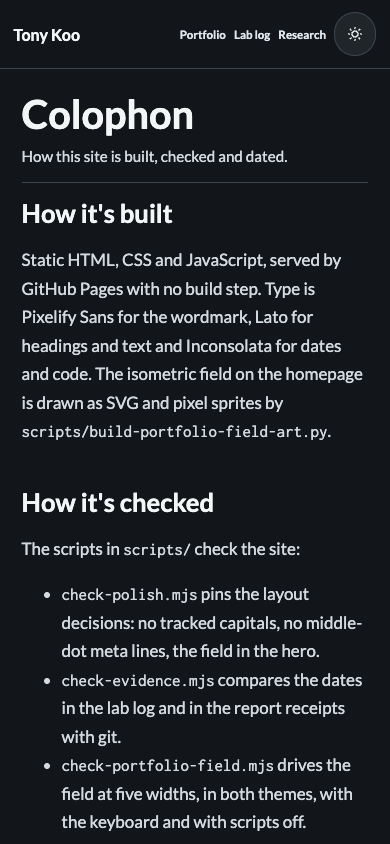 Tony Koo
Portfolio Lab log Research
Colophon
How this site is built, checked and dated.
How it's built
Static HTML, CSS and JavaScript, served by
GitHub Pages with no build step. Type is
Pixelify Sans for the wordmark, Lato for
headings and text and Inconsolata for dates
and code. The isometric field on the homepage
is drawn as SVG and pixel sprites by
scripts/build-portfolio-field-art.py.
How it's checked
The scripts in scripts/ check the site:
• check-polish.mjs pins the layout
decisions: no tracked capitals, no middle-
dot meta lines, the field in the hero.
• check-evidence.mjs compares the dates
in the lab log and in the report receipts
with git.
• check-portfolio-field.mjs drives the
field at five widths, in both themes, with
the keyboard and with scripts off.